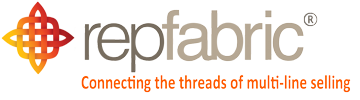 repfabric®
Connecting the threads of multi-line selling